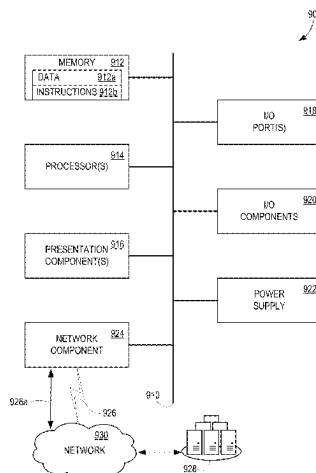 90
MEMORY 912
DATA 912a
INSTRUCTIONS 912b
I/O PORT(S) 918
PROCESSOR(S) 914
I/O COMPONENTS 920
PRESENTATION COMPONENT(S) 916
POWER SUPPLY 922
NETWORK COMPONENT 924
910
926a
926
930
NETWORK
928